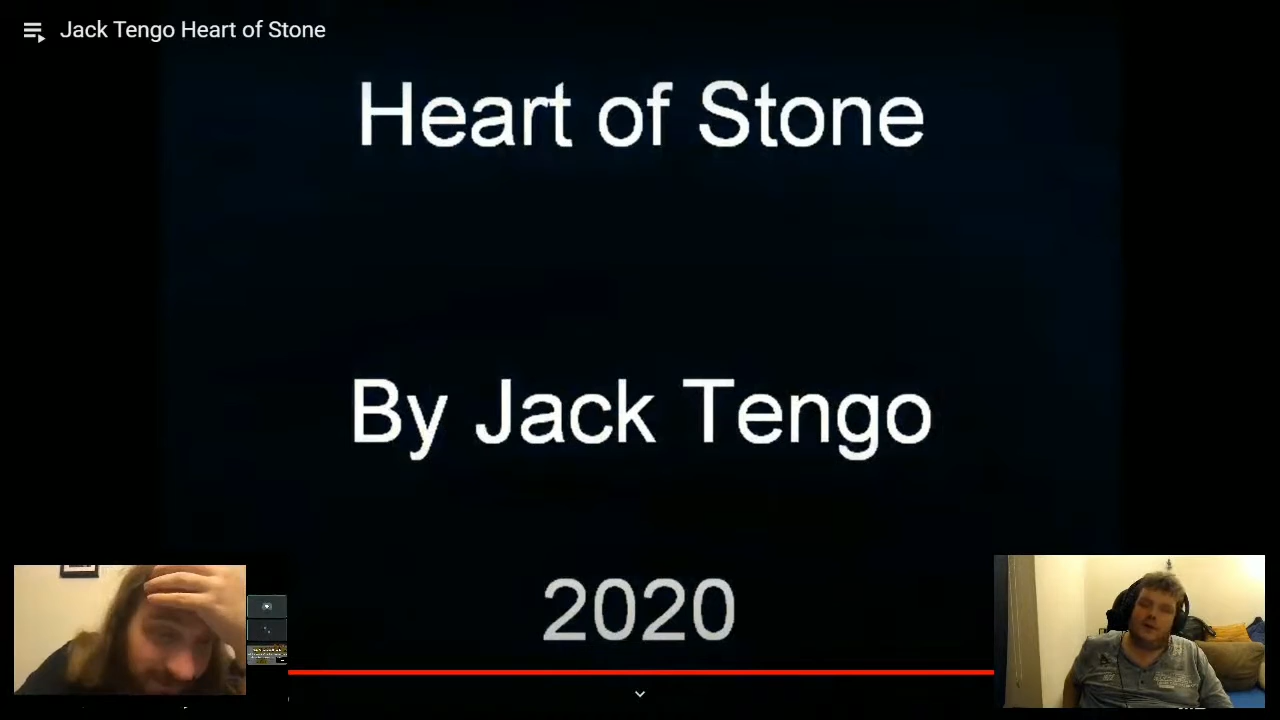 Jack Tengo Heart of Stone
Heart of Stone
By Jack Tengo
2020